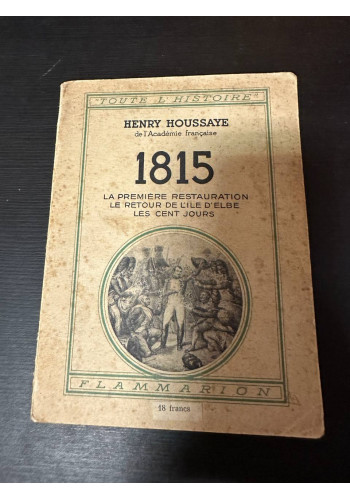 "TOUTE L'HISTOIRE"
HENRY HOUSSAYE
de l'Académie française
1815
LA PREMIERE RESTAURATION
LE RETOUR DE L'ILE D'ELBE
LES CENT JOURS
FLAMMARION
18 francs